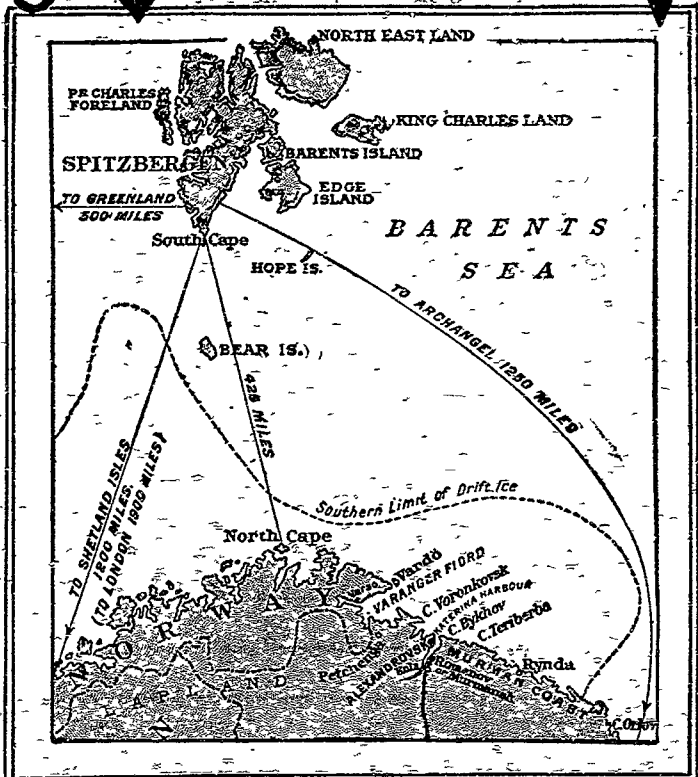 NORTH EAST LAND
PR CHARLES
FORELAND
KING CHARLES LAND
SPITZBERGEN
BARENTS ISLAND
TO GREENLAND
500 MILES
EDGE
ISLAND
South Cape
BARENTS
SEA
HOPE IS.
TO ARCHANGEL 1250 MILES
BEAR IS.
425 MILES
TO SHETLAND ISLES
1200 MILES.
(TO LONDON 1900 MILES)
Southern Limit of Drift Ice
North Cape
Vardö
VARANGER FIORD
NORWAY
C. Voronkovsk
C. Bykhov
C. Teriberba
LAPLAND
ALEXANDROVSK
Kola
Romanov
MURMAN COAST
Rynda
C. Orlov